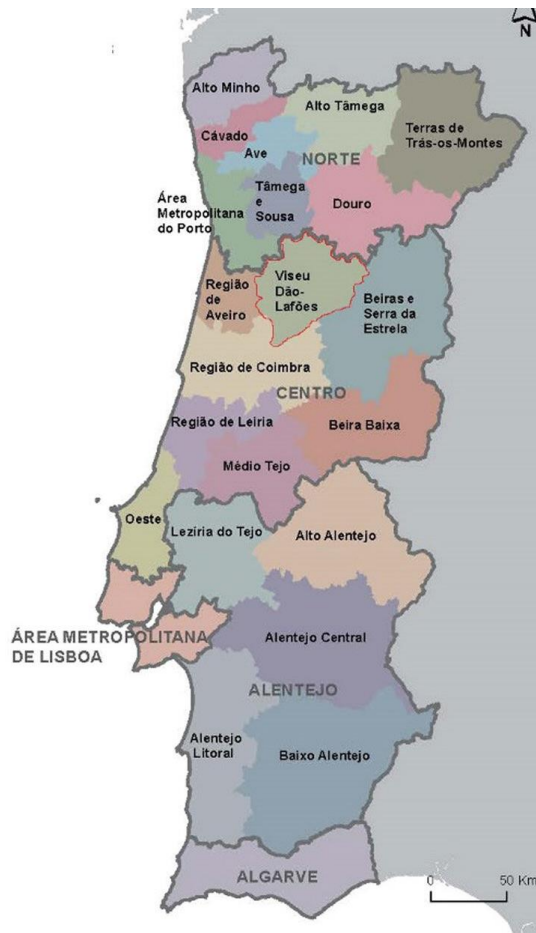 N
Alto Minho
Alto Tâmega
Terras de
Trás-os-Montes
Cávado
Ave
NORTE
Tâmega
e
Sousa
Área
Metropolitana
do Porto
Douro
Viseu
Dão-
Lafões
Região
de
Aveiro
Beiras e
Serra da
Estrela
Região de Coimbra
CENTRO
Região de Leiria
Beira Baixa
Médio Tejo
Oeste
Leziria do Tejo
Alto Alentejo
ÁREA METROPOLITANA
DE LISBOA
Alentejo Central
ALENTEJO
Alentejo
Litoral
Baixo Alentejo
ALGARVE
0 50 Km